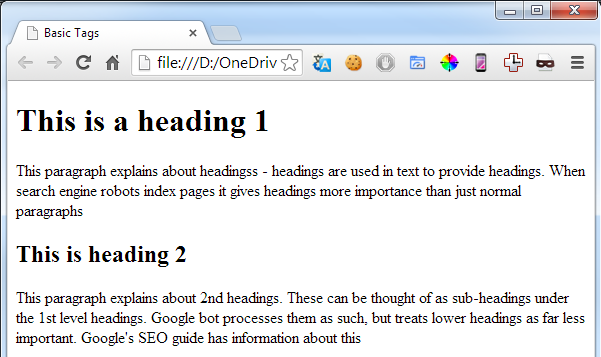 Basic Tags
file:///D:/OneDriv
This is a heading 1
This paragraph explains about headingss - headings are used in text to provide headings. When
search engine robots index pages it gives headings more importance than just normal
paragraphs
This is heading 2
This paragraph explains about 2nd headings. These can be thought of as sub-headings under
the 1st level headings. Google bot processes them as such, but treats lower headings as far less
important. Google's SEO guide has information about this